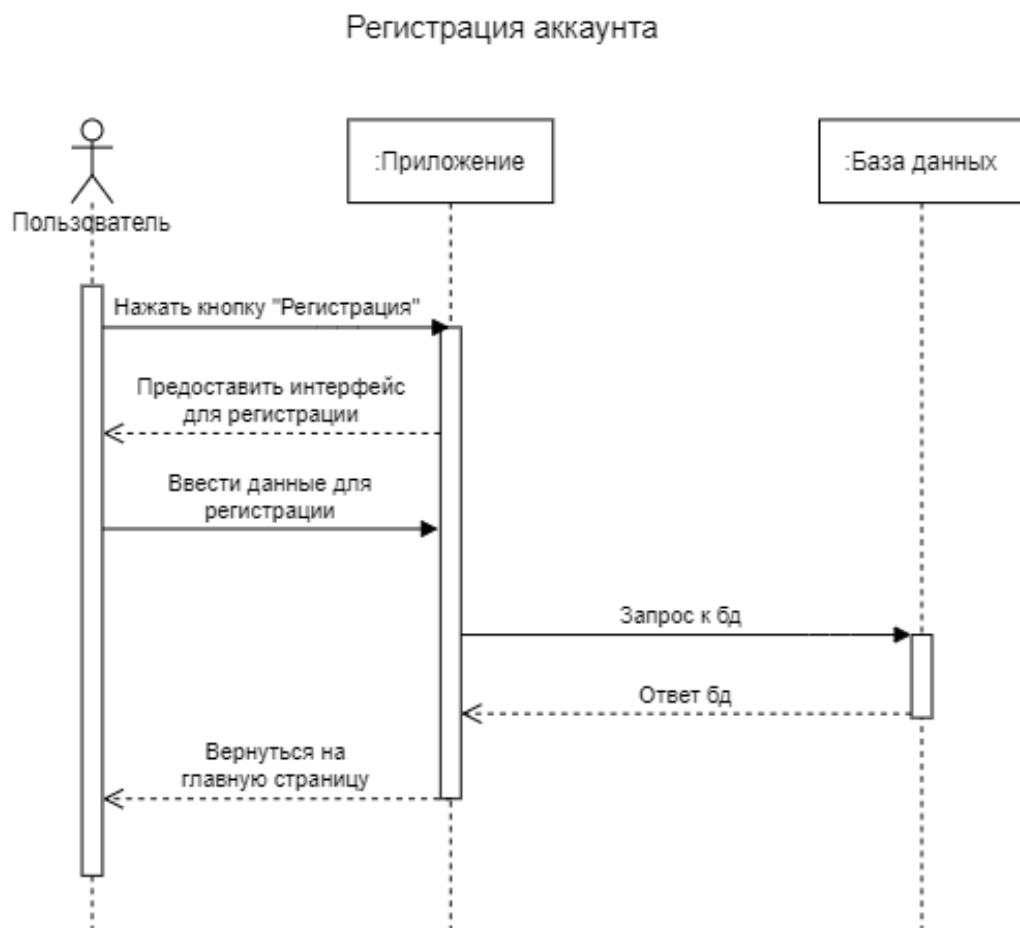 Регистрация аккаунта
:Приложение
:База данных
Пользователь
Нажать кнопку "Регистрация"
Предоставить интерфейс
для регистрации
Ввести данные для
регистрации
Запрос к бд
Ответ бд
Вернуться на
главную страницу